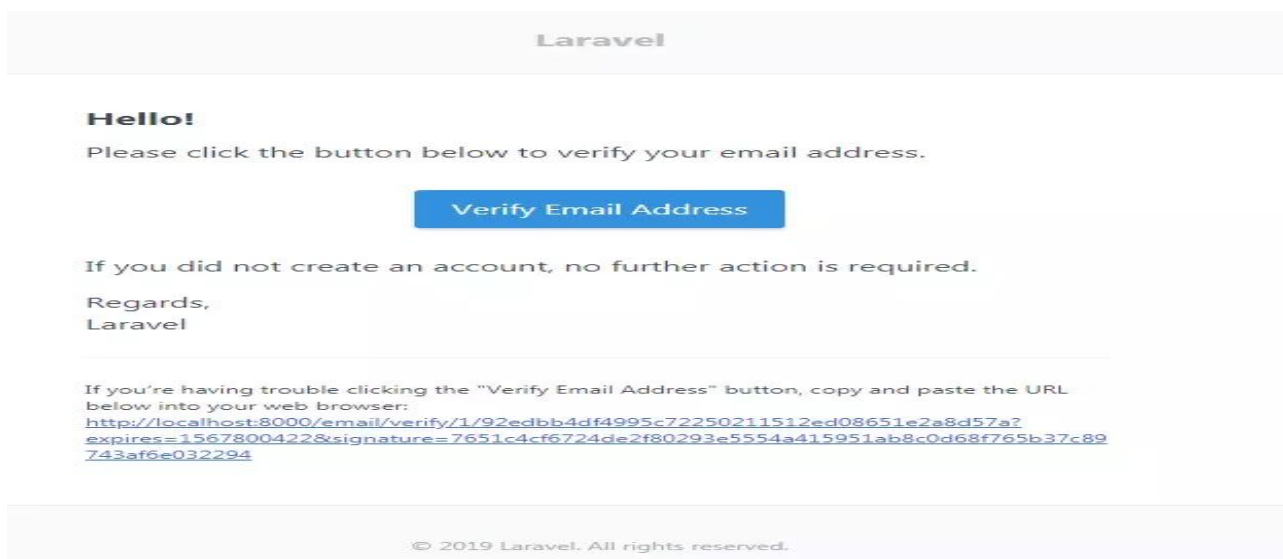 Laravel
Hello!
Please click the button below to verify your email address.
Verify Email Address
If you did not create an account, no further action is required.
Regards,
Laravel
If you're having trouble clicking the "Verify Email Address" button, copy and paste the URL
below into your web browser:
http://localhost:8000/email/verify/1/92edbb4df4995c72250211512ed08651e2a8d57a?
expires=1567800422&signature=7651c4cf6724de2f80293e5554a415951ab8c0d68f765b37c89
743af6e032294
© 2019 Laravel. All rights reserved.